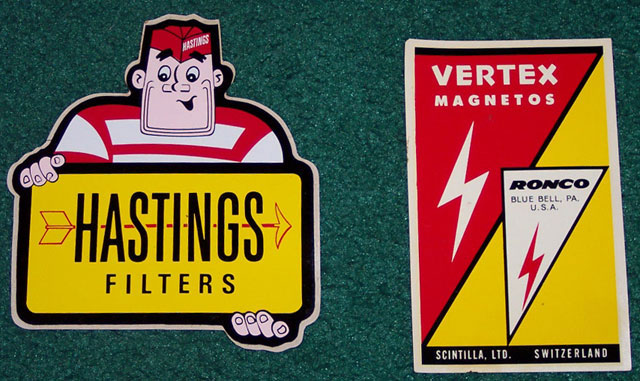 HASTINGS
HASTINGS
FILTERS
VERTEX
MAGNETOS
RONCO
BLUE BELL, PA.
U.S.A.
SCINTILLA, LTD. SWITZERLAND